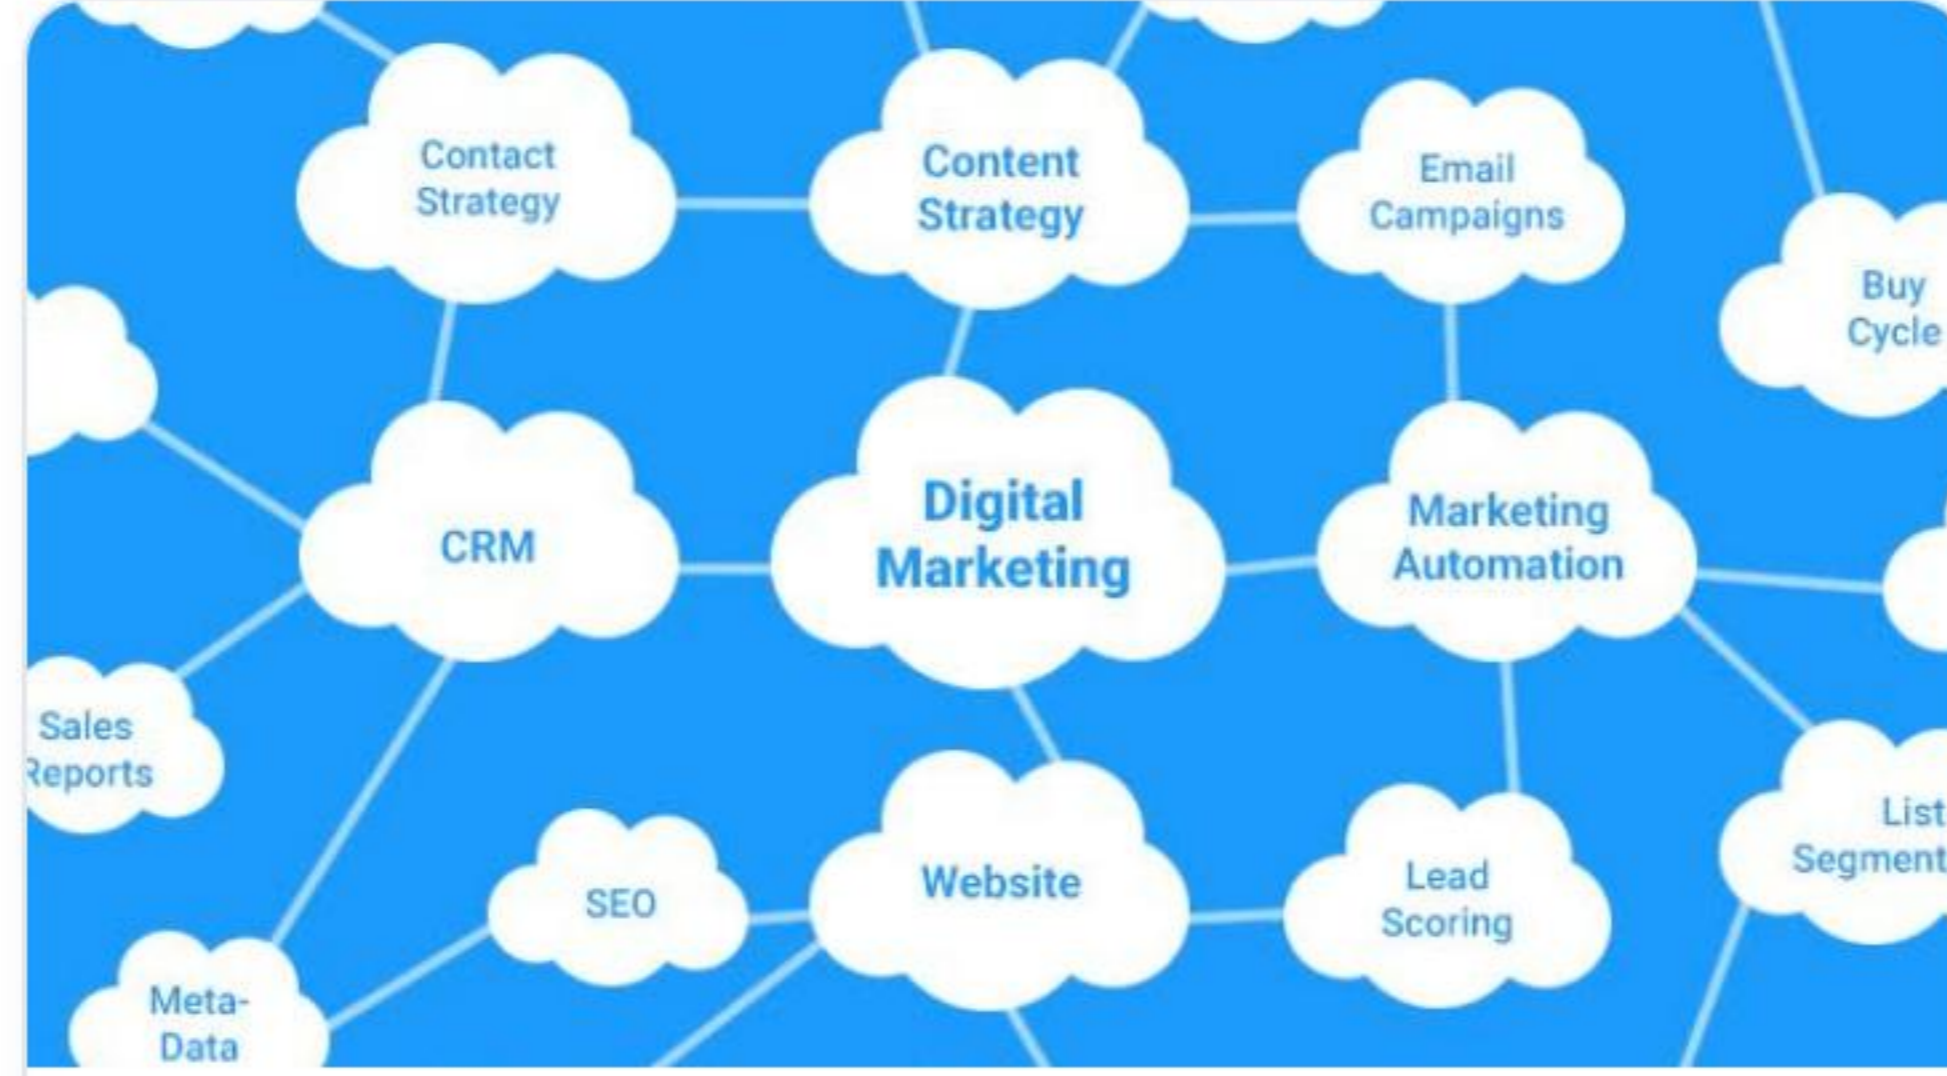 Contact
Strategy
Content
Strategy
Email
Campaigns
Buy
Cycle
CRM
Digital
Marketing
Marketing
Automation
Sales
Reports
SEO
Website
Lead
Scoring
List
Segment
Meta-
Data